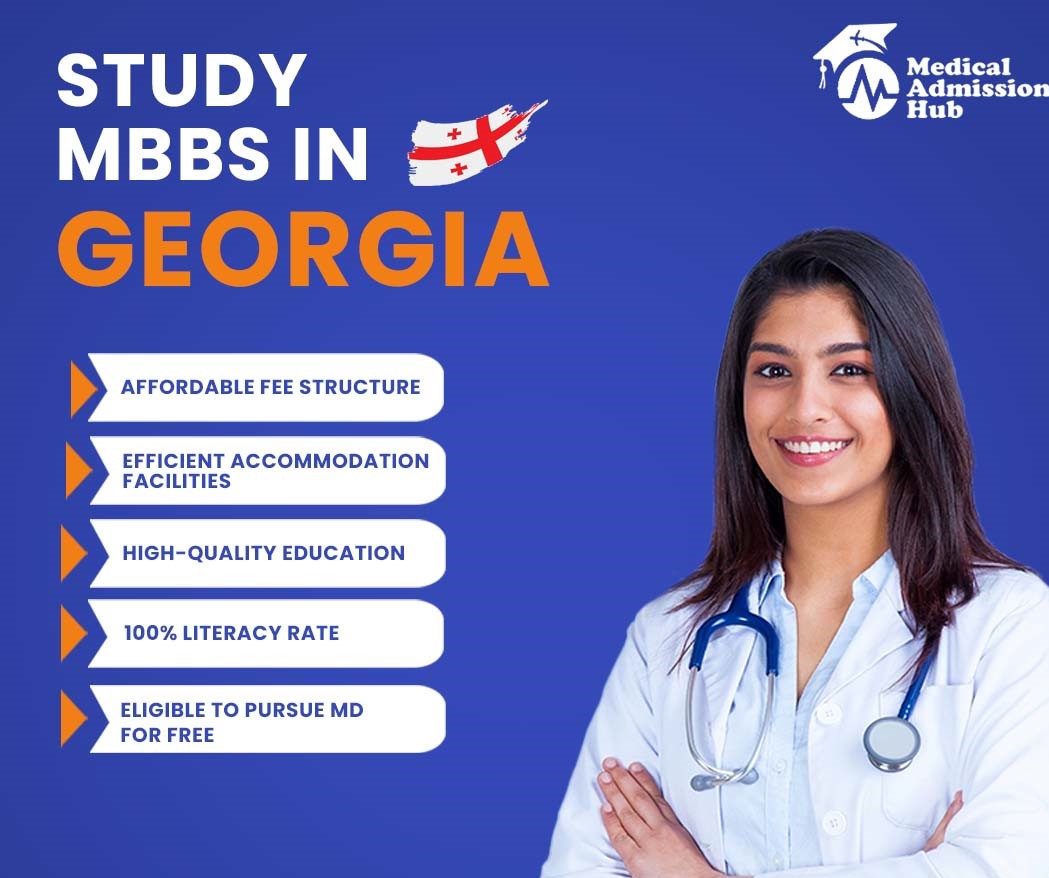 STUDY
MBBS IN
GEORGIA
Medical
Admission
Hub
AFFORDABLE FEE STRUCTURE
EFFICIENT ACCOMMODATION
FACILITIES
HIGH-QUALITY EDUCATION
100% LITERACY RATE
ELIGIBLE TO PURSUE MD
FOR FREE